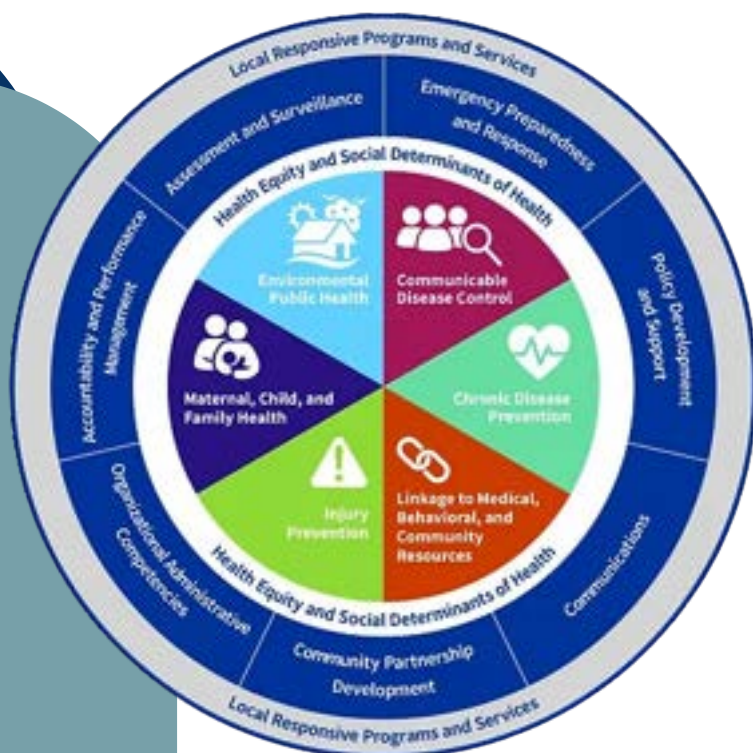 Local Responsive Programs and Services
Assessment and Surveillance
Emergency Preparedness
and Response
Policy Development
and Support
Communications
Community Partnership
Development
Organizational Administrative
Competencies
Accountability and Performance
Management
Health Equity and Social Determinants of Health
Environmental
Public Health
Communicable
Disease Control
Chronic Disease
Prevention
Linkage to Medical,
Behavioral, and
Community
Resources
Injury
Prevention
Maternal, Child, and
Family Health
Health Equity and Social Determinants of Health
Local Responsive Programs and Services